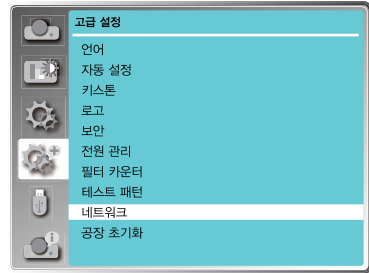 고급 설정
언어
자동 설정
키스톤
로고
보안
전원 관리
필터 카운터
테스트 패턴
네트워크
공장 초기화